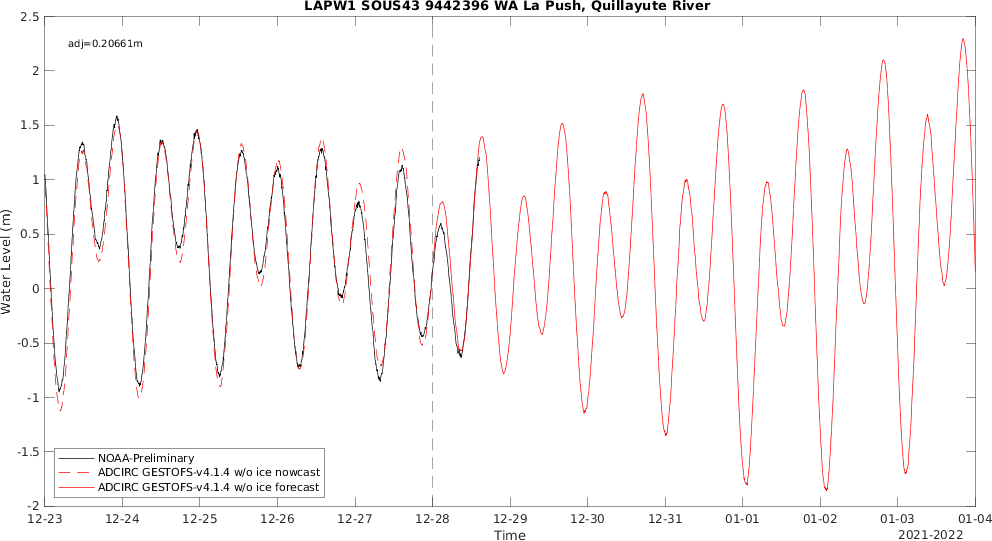 LAPW1 SOUS43 9442396 WA La Push, Quillayute River
adj=0.20661m
2.5
2
1.5
1
0.5
0
-0.5
-1
-1.5
-2
Water Level (m)
NOAA-Preliminary
ADCIRC GESTOFS-v4.1.4 w/o ice nowcast
ADCIRC GESTOFS-v4.1.4 w/o ice forecast
12-23 12-24 12-25 12-26 12-27 12-28 12-29 12-30 12-31 01-01 01-02 01-03 01-04
Time
2021-2022